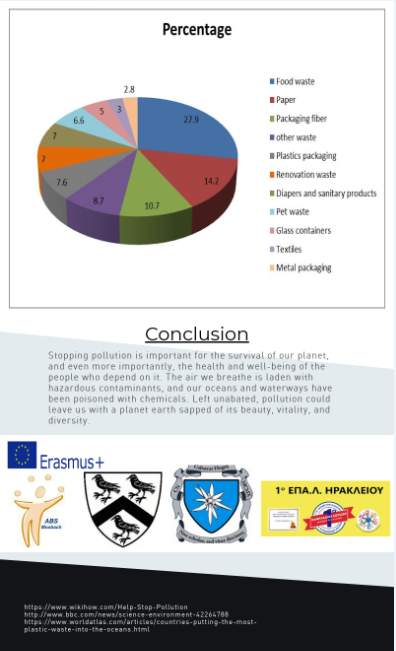 Percentage
2.8
3
5
6.6
7
7
7.6
8.7
10.7
14.2
27.9
Food waste
Paper
Packaging fiber
other waste
Plastics packaging
Renovation waste
Diapers and sanitary products
Pet waste
Glass containers
Textiles
Metal packaging
Conclusion
Stopping pollution is important for the survival of our planet,
and even more importantly, the health and well-being of the
people who depend on it. The air we breathe is laden with
hazardous contaminants, and our oceans and waterways have
been poisoned with chemicals. Left unabated, pollution could
leave us with a planet earth sapped of its beauty, vitality, and
diversity.
Erasmus+
ABS
1º ΕΠΑ.Λ. ΗΡΑΚΛΕΙΟΥ
https://www.wikihow.com/Help-Stop-Pollution
http://www.bbc.com/news/science-environment-42264788
https://www.worldatlas.com/articles/countries-putting-the-most-
plastic-waste-into-the-oceans.html